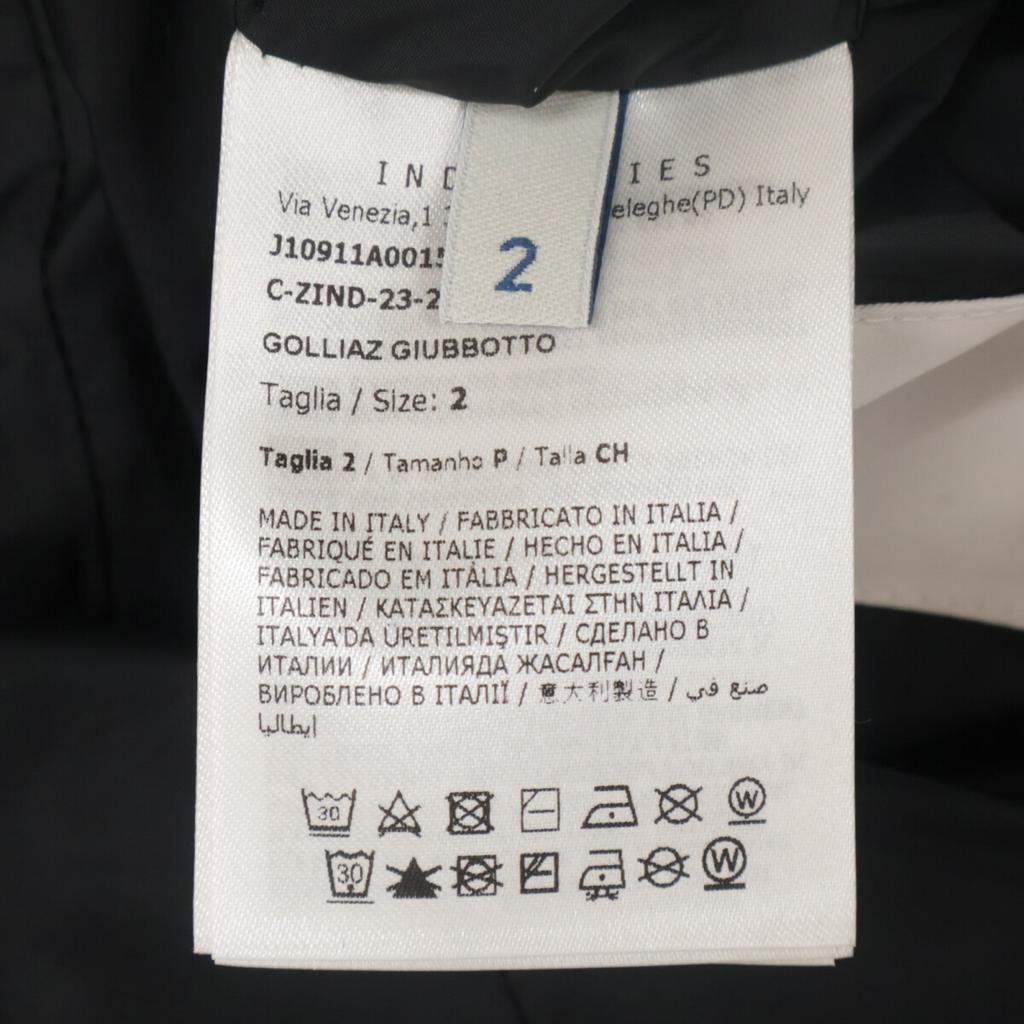 IES
Via Venezia,1
(PD) Italy
2
J10911A001
C-ZIND-23-2
GOLLIAZ GIUBBOTTO
Taglia / Size: 2
Taglia 2 / Tamanho P / Talla CH
MADE IN ITALY / FABBRICATO IN ITALIA /
FABRIQUÉ EN ITALIE / HECHO EN ITALIA /
FABRICADO EM ITÁLIA / HERGESTELLT IN
ITALIEN / ΚΑΤΑΣΚΕΥΑΖΕΤΑΙ ΣΤΗΝ ΙΤΑΛΙΑ /
ITALYA'DA ÜRETILMIŞTIR / СДЕЛАНО В
ИТАЛИИ / ИТАЛИЯДА ЖАСАЛҒАН /
ВИРОБЛЕНО В ІТАЛІЇ / 意大利製造 / صنع في
إيطاليا
30 W
30 W